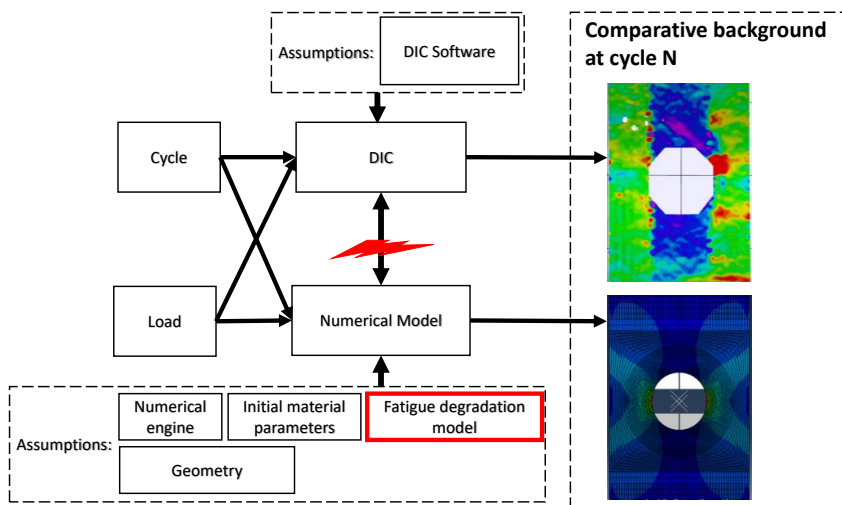 Comparative background
at cycle N
Assumptions:
DIC Software
Cycle
DIC
Load
Numerical Model
Assumptions:
Numerical
engine
Initial material
parameters
Fatigue degradation
model
Geometry